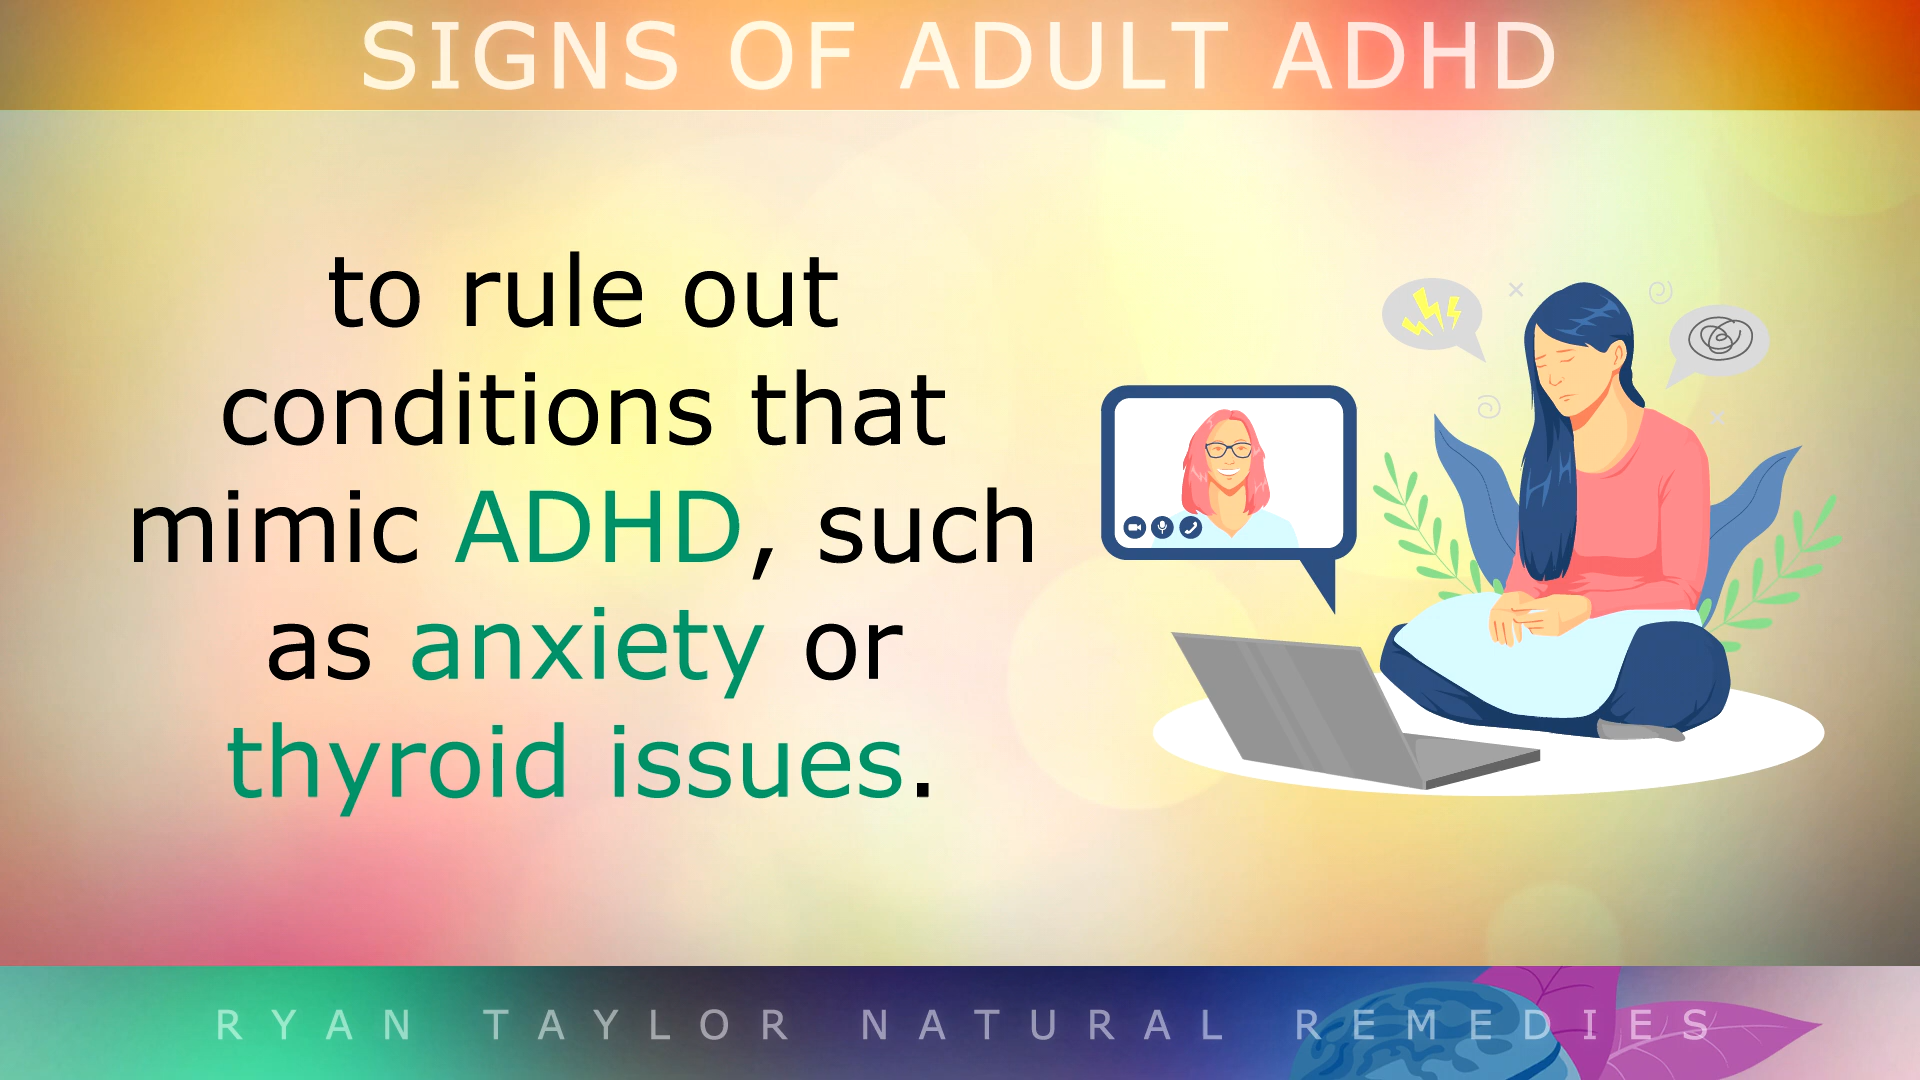 SIGNS OF ADULT ADHD
to rule out
conditions that
mimic ADHD, such
as anxiety or
thyroid issues.
RYAN TAYLOR NATURAL REMEDIES